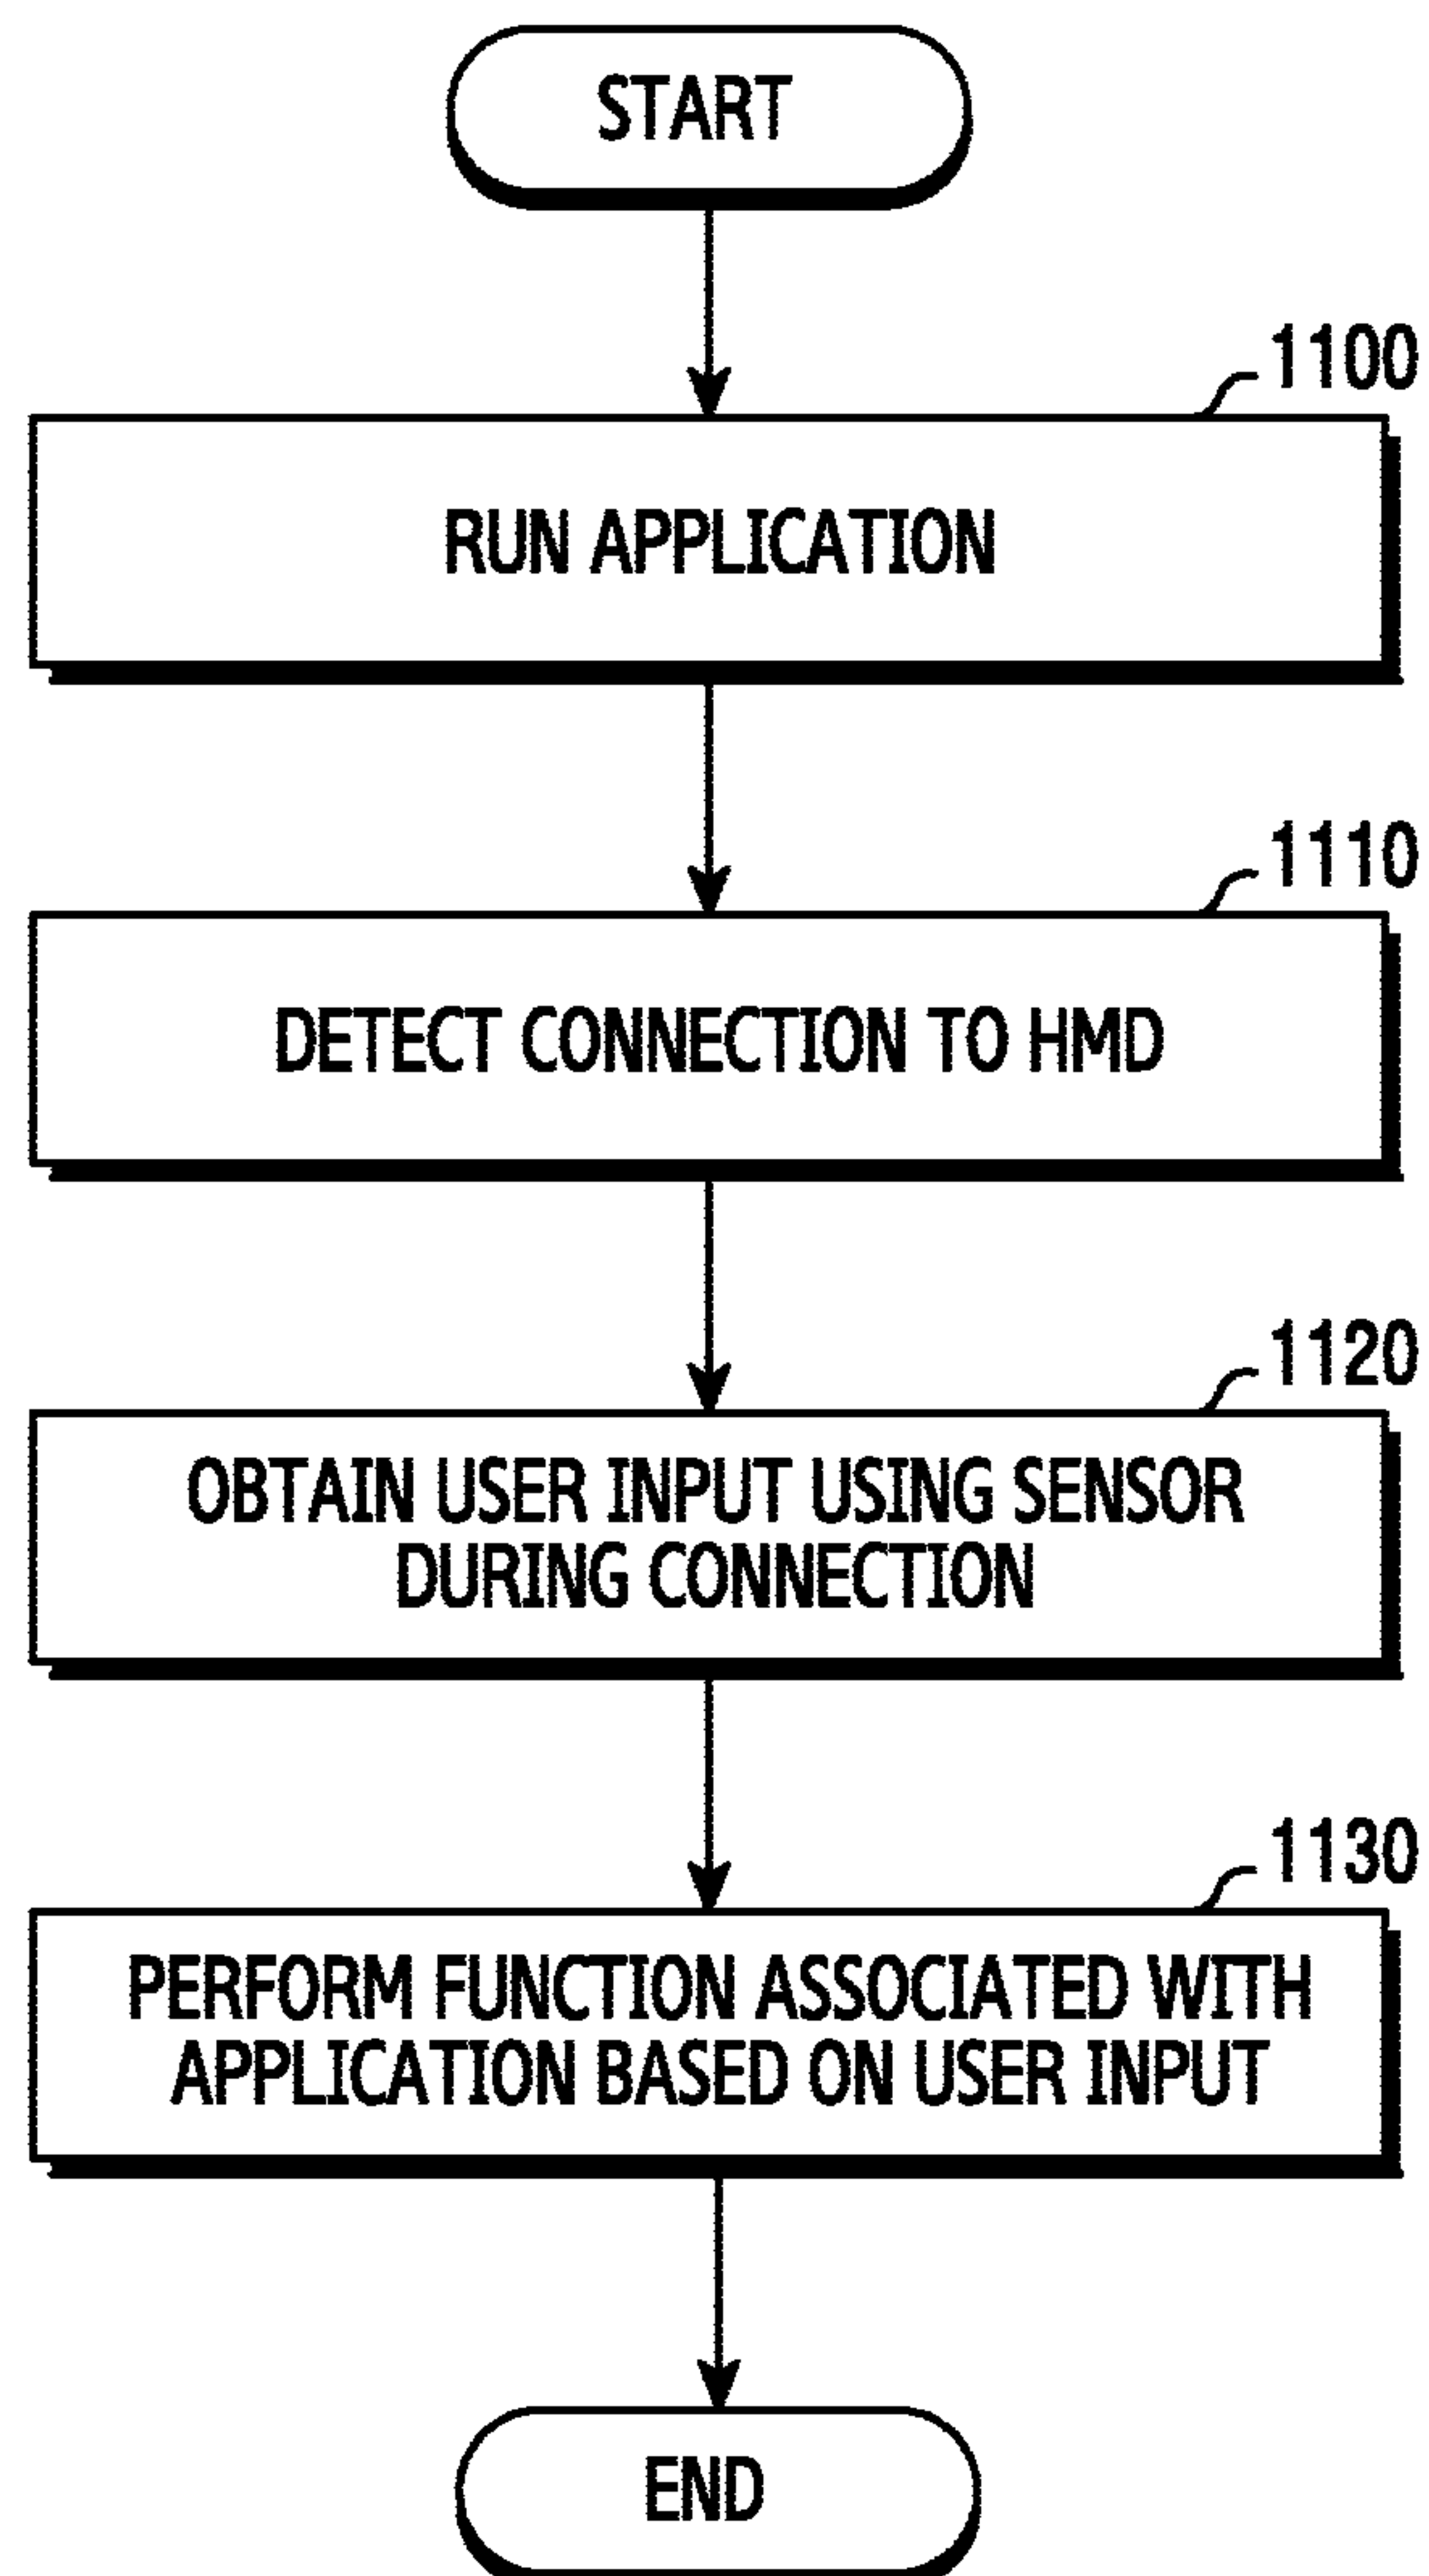 START
1100
RUN APPLICATION
1110
DETECT CONNECTION TO HMD
1120
OBTAIN USER INPUT USING SENSOR
DURING CONNECTION
1130
PERFORM FUNCTION ASSOCIATED WITH
APPLICATION BASED ON USER INPUT
END